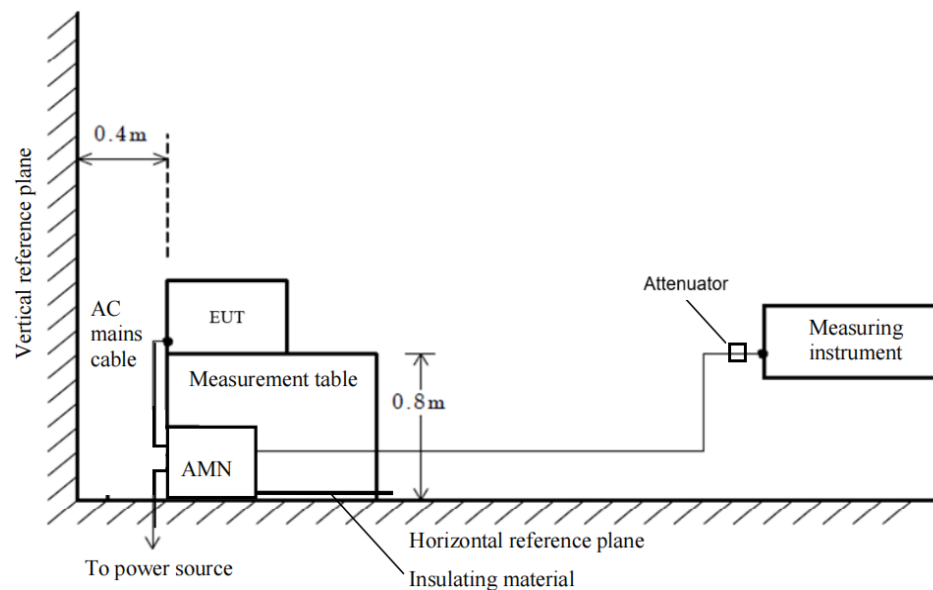 Vertical reference plane
0.4m
AC
mains
cable
EUT
Measurement table
AMN
0.8m
Attenuator
Measuring
instrument
Horizontal reference plane
To power source
Insulating material